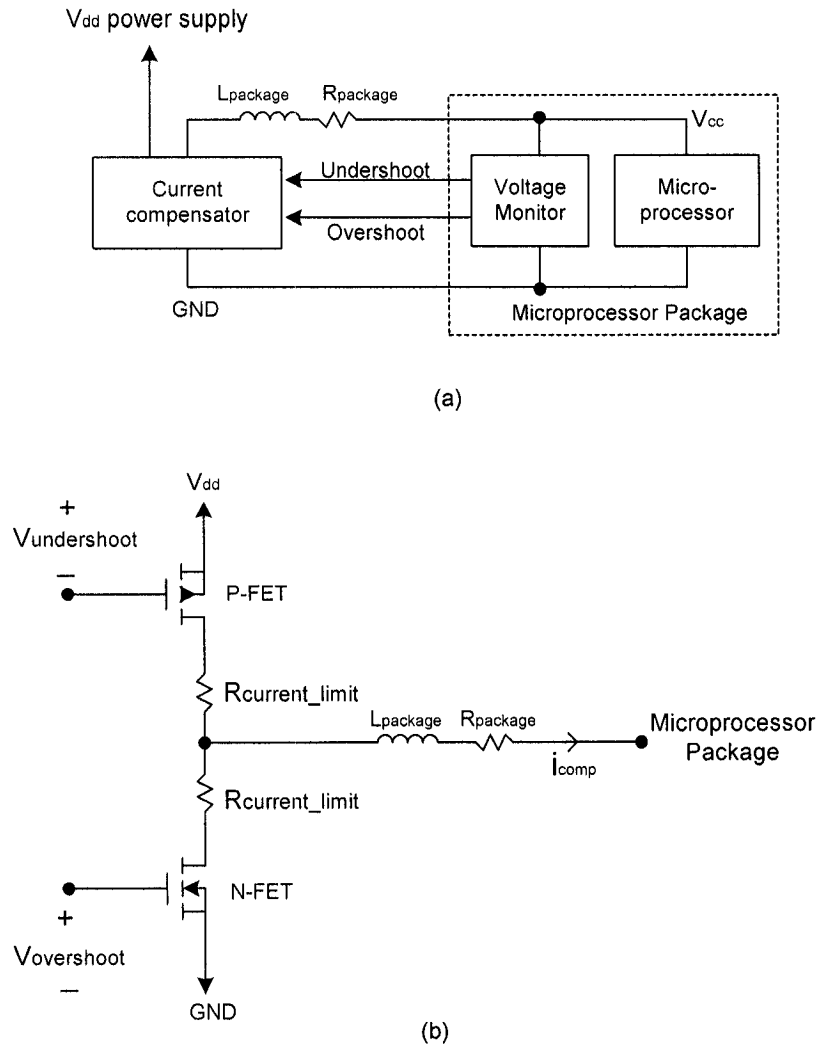 Vdd power supply
Lpackage Rpackage
Vcc
Current
compensator
Undershoot
Overshoot
Voltage
Monitor
Micro-
processor
GND
Microprocessor Package
(a)
Vdd
+
Vundershoot
−
P-FET
Rcurrent_limit
Lpackage Rpackage
icomp
Microprocessor
Package
Rcurrent_limit
N-FET
+
Vovershoot
−
GND
(b)